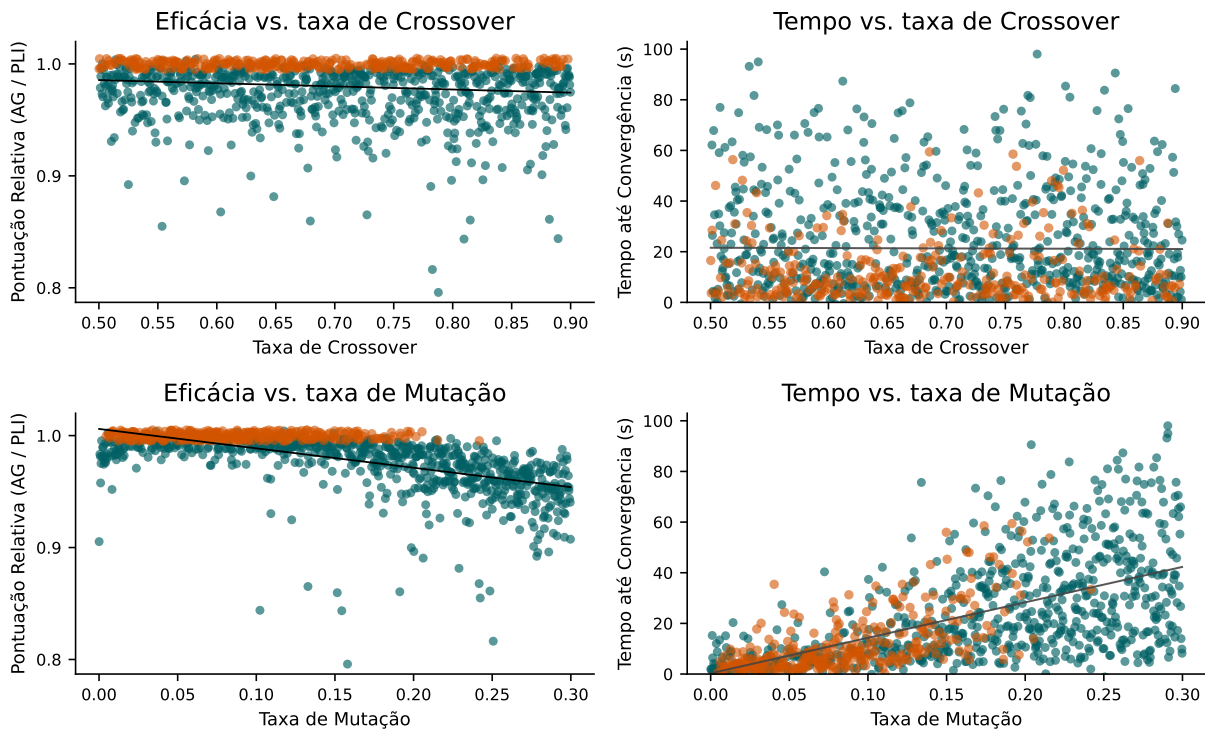 Eficácia vs. taxa de Crossover
Pontuação Relativa (AG / PLI)
1.0
0.9
0.8
0.50 0.55 0.60 0.65 0.70 0.75 0.80 0.85 0.90
Taxa de Crossover
Tempo vs. taxa de Crossover
Tempo até Convergência (s)
100
80
60
40
20
0
0.50 0.55 0.60 0.65 0.70 0.75 0.80 0.85 0.90
Taxa de Crossover
Eficácia vs. taxa de Mutação
Pontuação Relativa (AG / PLI)
1.0
0.9
0.8
0.00 0.05 0.10 0.15 0.20 0.25 0.30
Taxa de Mutação
Tempo vs. taxa de Mutação
Tempo até Convergência (s)
100
80
60
40
20
0
0.00 0.05 0.10 0.15 0.20 0.25 0.30
Taxa de Mutação